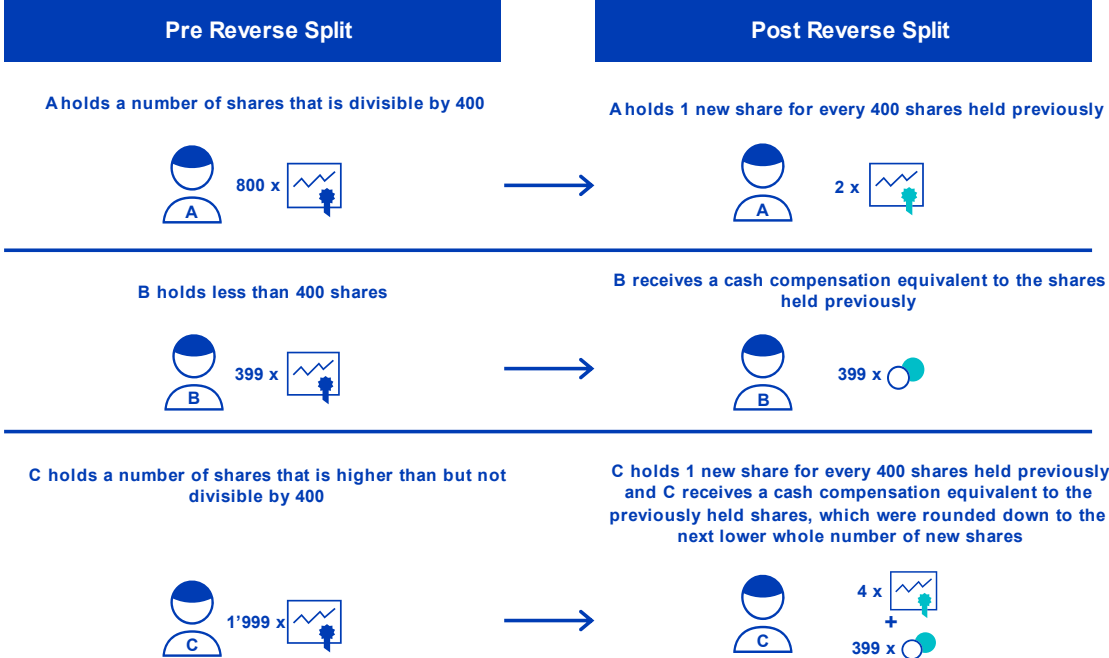 Pre Reverse Split
Post Reverse Split
A holds a number of shares that is divisible by 400
A holds 1 new share for every 400 shares held previously
800 x
A
2 x
A
B holds less than 400 shares
B receives a cash compensation equivalent to the shares
held previously
399 x
B
399 x
B
C holds a number of shares that is higher than but not
divisible by 400
C holds 1 new share for every 400 shares held previously
and C receives a cash compensation equivalent to the
previously held shares, which were rounded down to the
next lower whole number of new shares
1’999 x
C
4 x
+
399 x
C